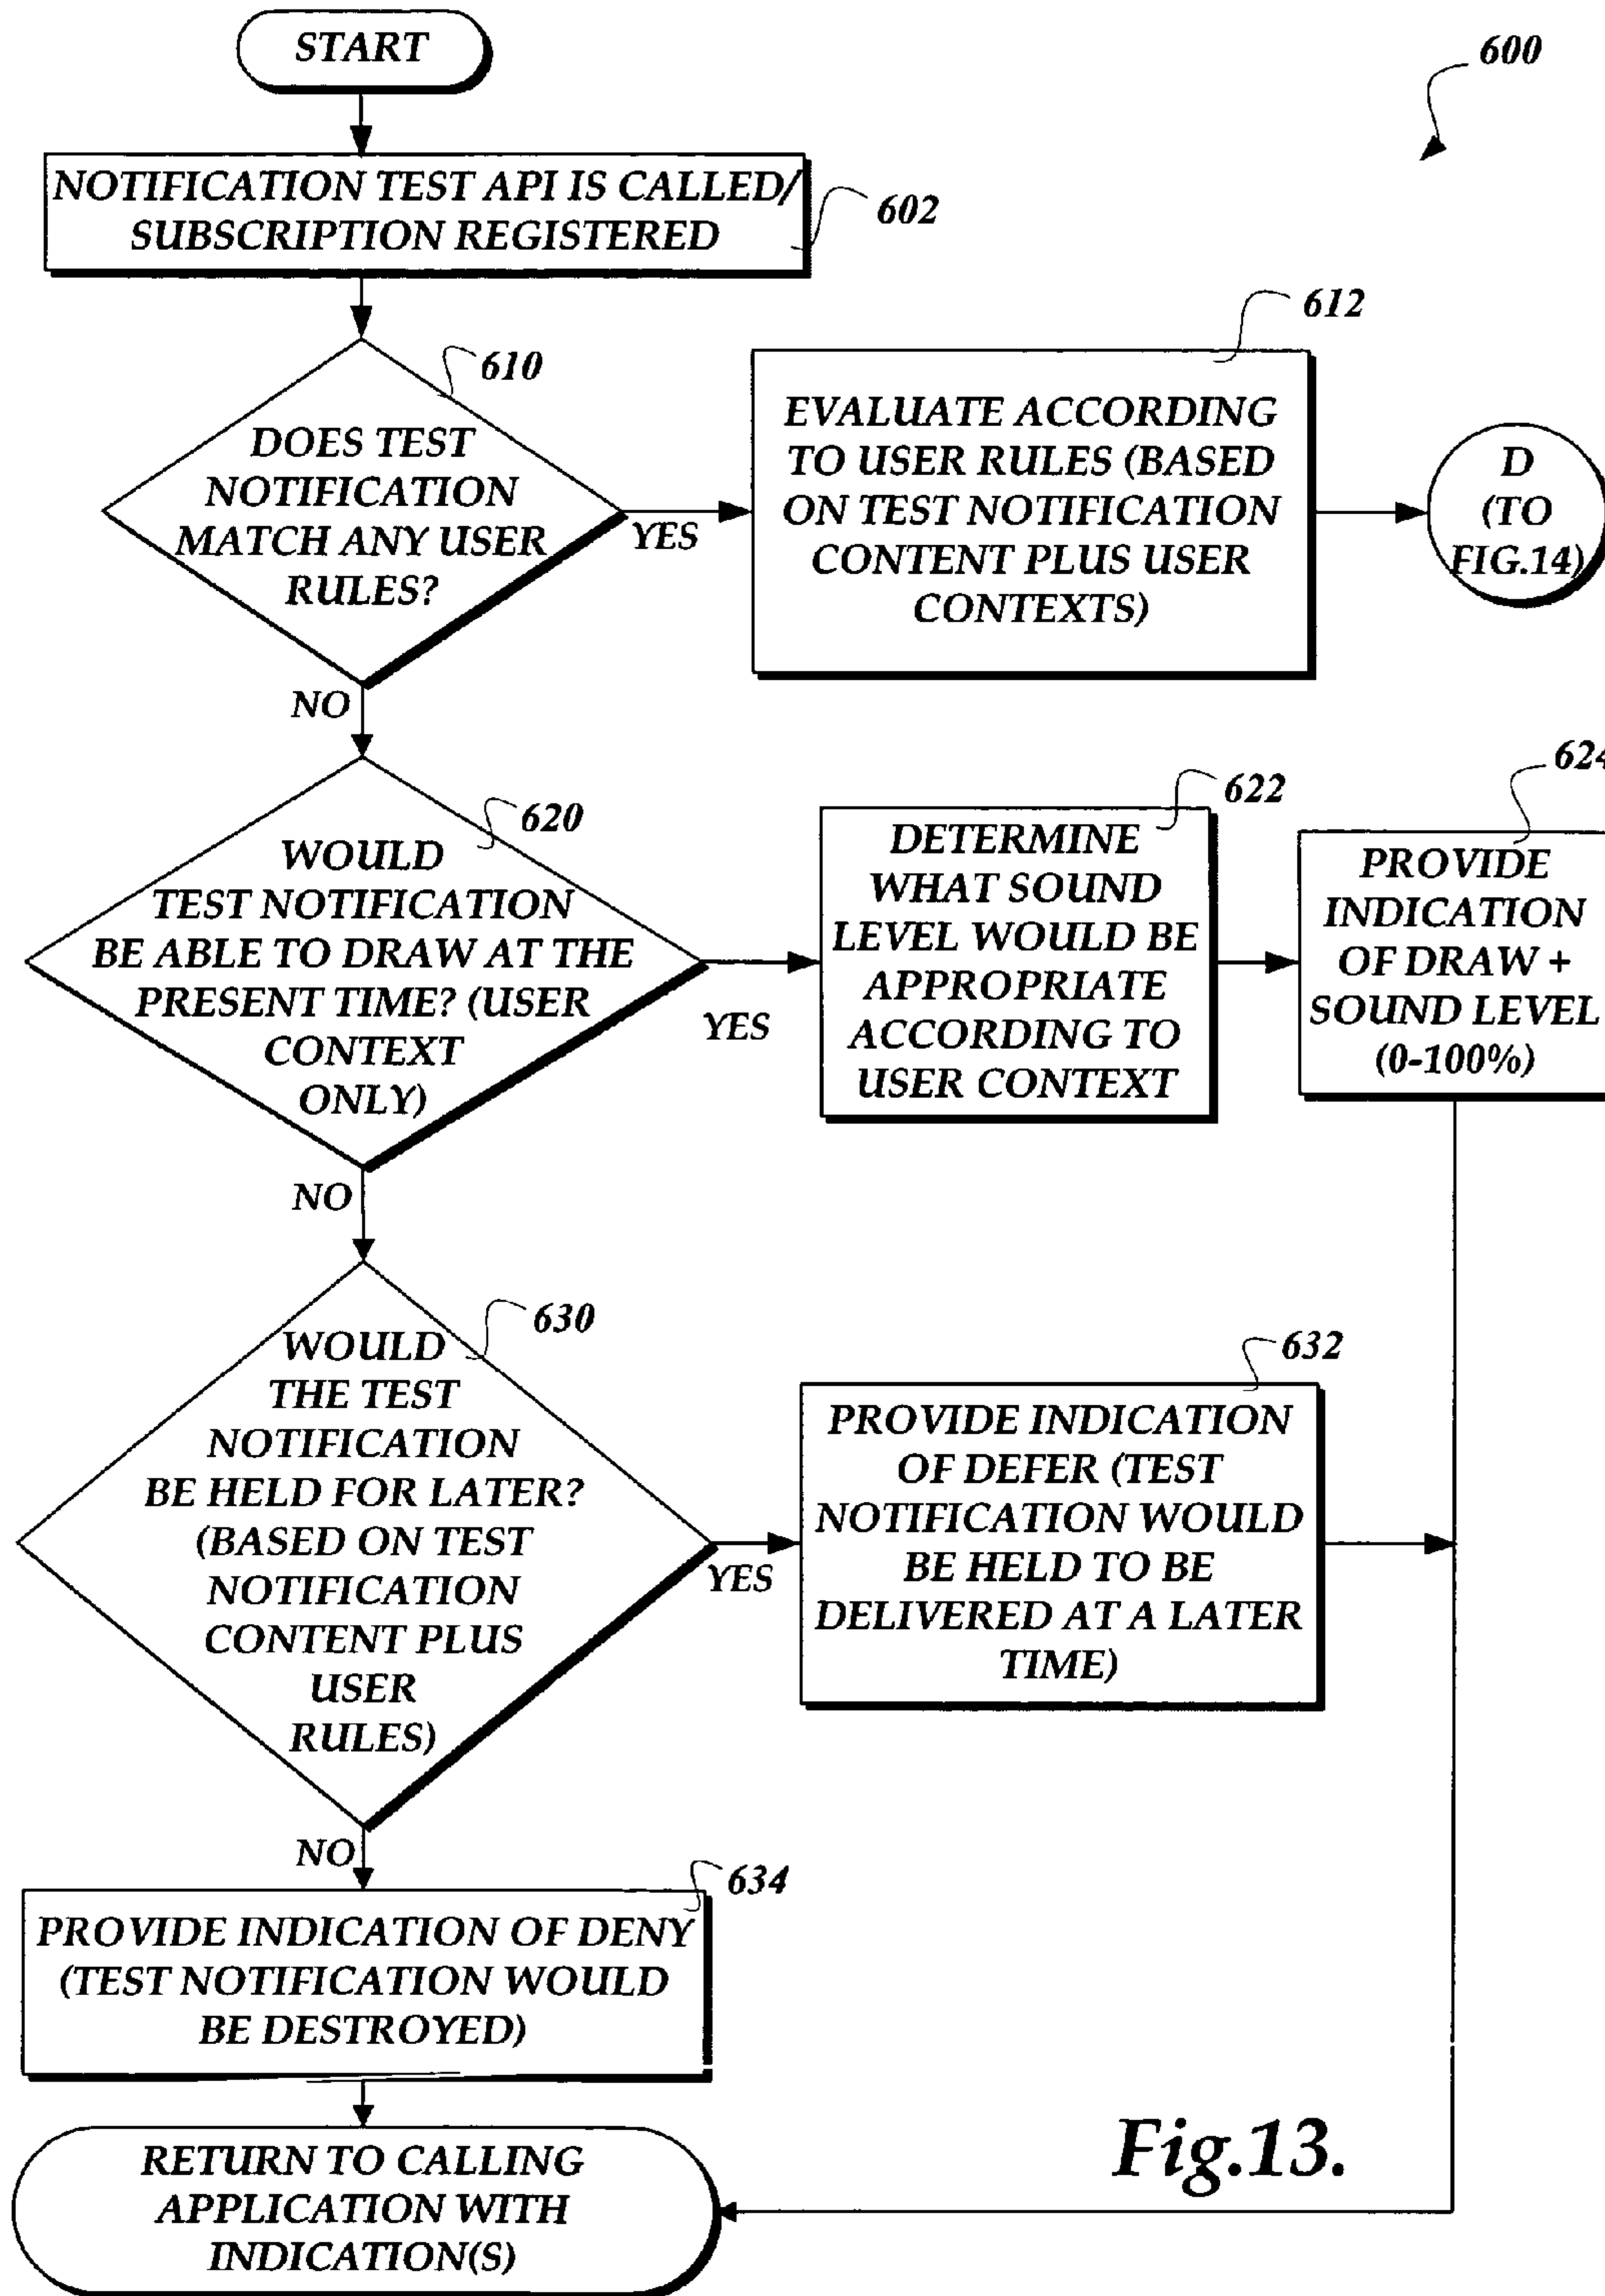 START
600
NOTIFICATION TEST API IS CALLED/
SUBSCRIPTION REGISTERED
602
610
DOES TEST
NOTIFICATION
MATCH ANY USER
RULES?
YES
NO
612
EVALUATE ACCORDING
TO USER RULES (BASED
ON TEST NOTIFICATION
CONTENT PLUS USER
CONTEXTS)
D
(TO
FIG.14)
620
WOULD
TEST NOTIFICATION
BE ABLE TO DRAW AT THE
PRESENT TIME? (USER
CONTEXT
ONLY)
YES
NO
622
DETERMINE
WHAT SOUND
LEVEL WOULD BE
APPROPRIATE
ACCORDING TO
USER CONTEXT
624
PROVIDE
INDICATION
OF DRAW +
SOUND LEVEL
(0-100%)
630
WOULD
THE TEST
NOTIFICATION
BE HELD FOR LATER?
(BASED ON TEST
NOTIFICATION
CONTENT PLUS
USER
RULES)
YES
NO
632
PROVIDE INDICATION
OF DEFER (TEST
NOTIFICATION WOULD
BE HELD TO BE
DELIVERED AT A LATER
TIME)
634
PROVIDE INDICATION OF DENY
(TEST NOTIFICATION WOULD
BE DESTROYED)
RETURN TO CALLING
APPLICATION WITH
INDICATION(S)
Fig.13.